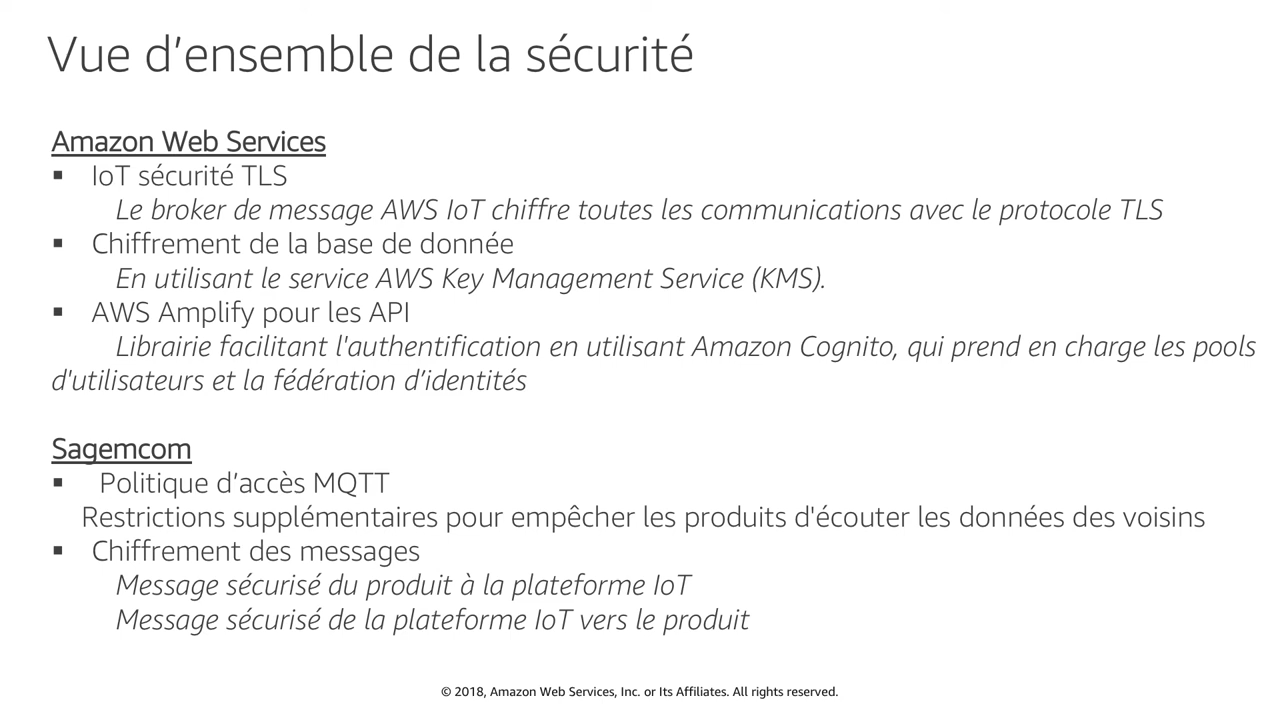 Vue d’ensemble de la sécurité
Amazon Web Services
▪ IoT sécurité TLS
Le broker de message AWS IoT chiffre toutes les communications avec le protocole TLS
▪ Chiffrement de la base de donnée
En utilisant le service AWS Key Management Service (KMS).
▪ AWS Amplify pour les API
Librairie facilitant l'authentification en utilisant Amazon Cognito, qui prend en charge les pools
d'utilisateurs et la fédération d’identités
Sagemcom
▪ Politique d’accès MQTT
Restrictions supplémentaires pour empêcher les produits d'écouter les données des voisins
▪ Chiffrement des messages
Message sécurisé du produit à la plateforme IoT
Message sécurisé de la plateforme IoT vers le produit
© 2018, Amazon Web Services, Inc. or Its Affiliates. All rights reserved.